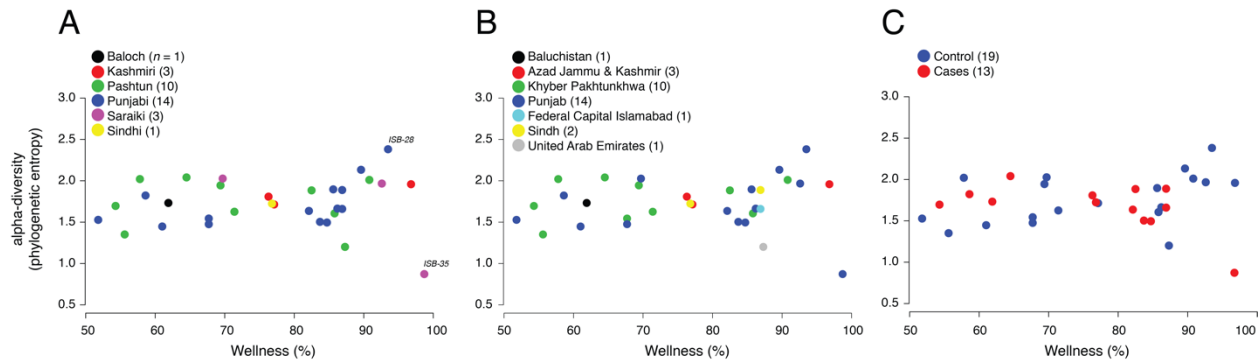 A
Baloch (n = 1)
Kashmiri (3)
Pashtun (10)
Punjabi (14)
Saraiki (3)
Sindhi (1)
alpha-diversity
(phylogenetic entropy)
3.0
2.5
2.0
1.5
1.0
0.5
ISB-28
ISB-35
50 60 70 80 90 100
Wellness (%)
B
Baluchistan (1)
Azad Jammu & Kashmir (3)
Khyber Pakhtunkhwa (10)
Punjab (14)
Federal Capital Islamabad (1)
Sindh (2)
United Arab Emirates (1)
3.0
2.5
2.0
1.5
1.0
0.5
50 60 70 80 90 100
Wellness (%)
C
Control (19)
Cases (13)
3.0
2.5
2.0
1.5
1.0
0.5
50 60 70 80 90 100
Wellness (%)